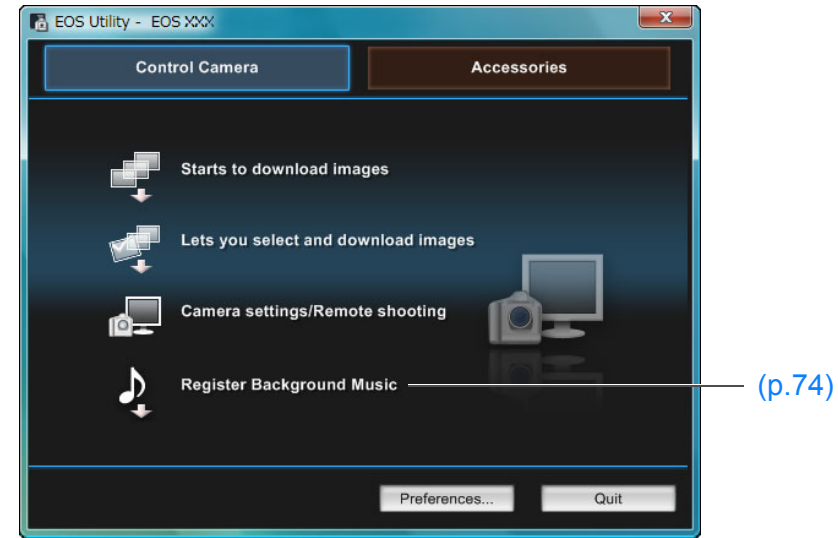 EOS Utility - EOS XXX
Control Camera
Accessories
Starts to download images
Lets you select and download images
Camera settings/Remote shooting
Register Background Music
(p.74)
Preferences...
Quit